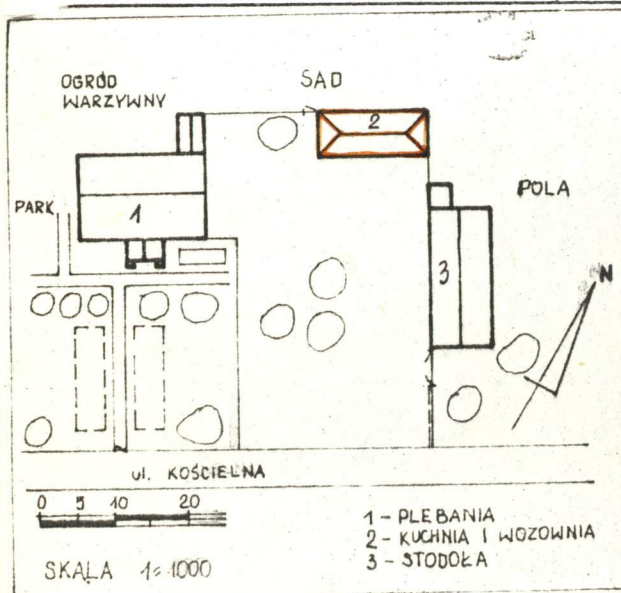 OGRÓD
WARZYWNY
SAD
2
PARK
1
POLA
3
N
ul. KOŚCIELNA
0 5 10 20
SKALA 1:1000
1 - PLEBANIA
2 - KUCHNIA I WOZOWNIA
3 - STODOŁA